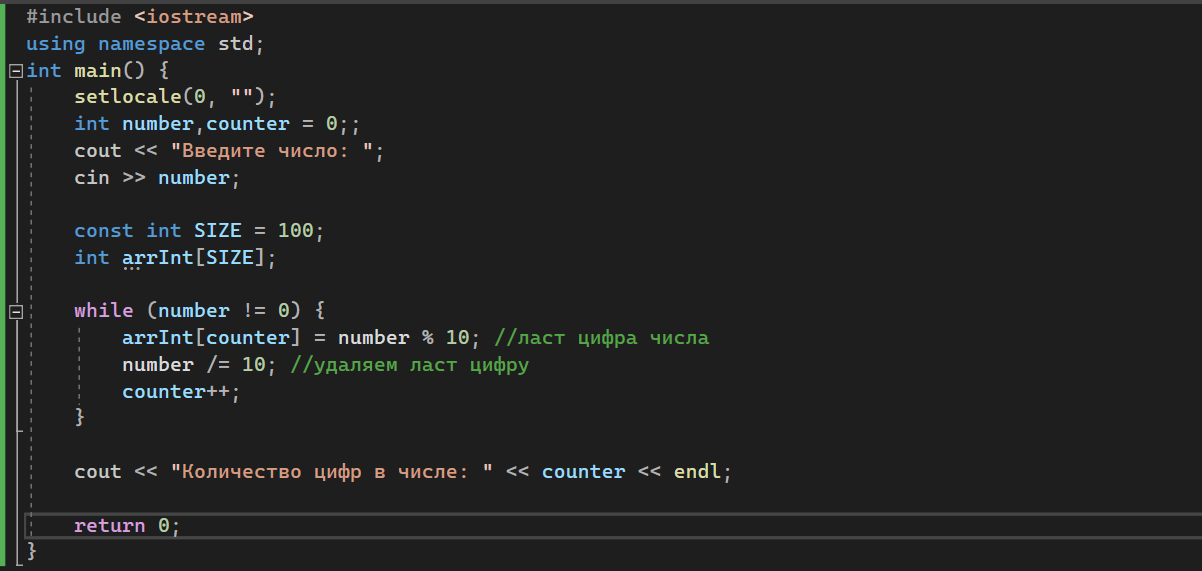 #include <iostream>
using namespace std;
int main() {
setlocale(0, "");
int number,counter = 0;;
cout << "Введите число: ";
cin >> number;
const int SIZE = 100;
int arrInt[SIZE];
while (number != 0) {
arrInt[counter] = number % 10; //ласт цифра числа
number /= 10; //удаляем ласт цифру
counter++;
}
cout << "Количество цифр в числе: " << counter << endl;
return 0;
}